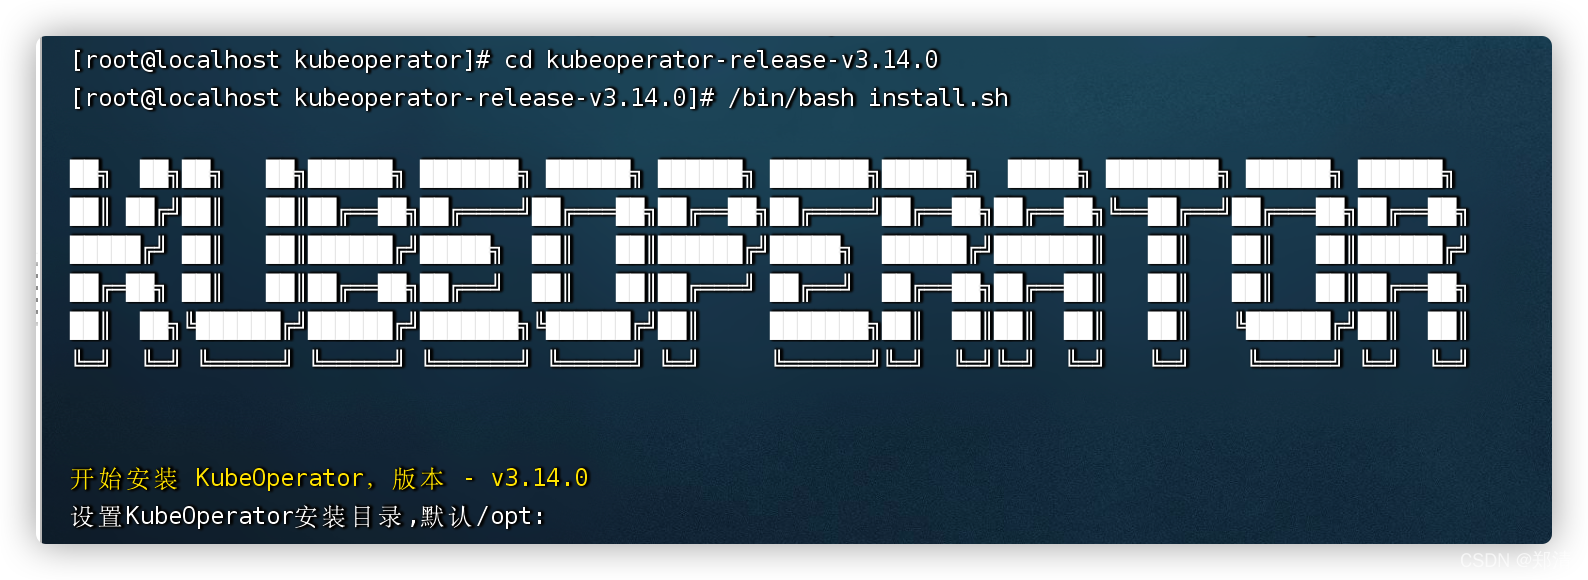 [root@localhost kubeoperator]# cd kubeoperator-release-v3.14.0
[root@localhost kubeoperator-release-v3.14.0]# /bin/bash install.sh
KUBEOPERATOR
开始安装 KubeOperator，版本 - v3.14.0
设置KubeOperator安装目录,默认/opt:
CSDN @郑